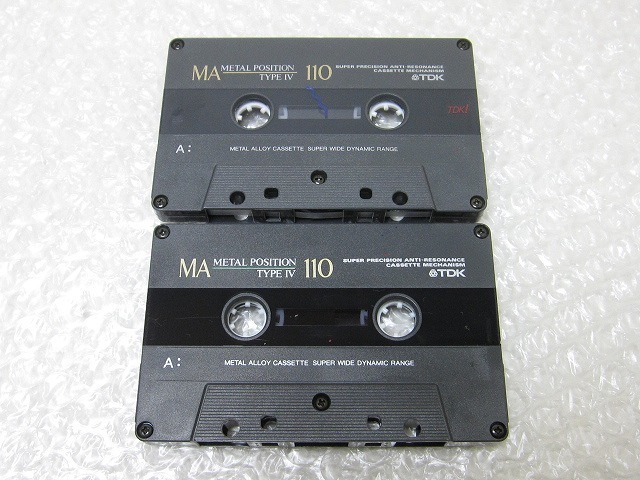 MA METAL POSITION TYPE IV 110
SUPER PRECISION ANTI-RESONANCE
CASSETTE MECHANISM
TDK
TDK1
A:
METAL ALLOY CASSETTE SUPER WIDE DYNAMIC RANGE
MA METAL POSITION TYPE IV 110
SUPER PRECISION ANTI-RESONANCE
CASSETTE MECHANISM
TDK
A:
METAL ALLOY CASSETTE SUPER WIDE DYNAMIC RANGE